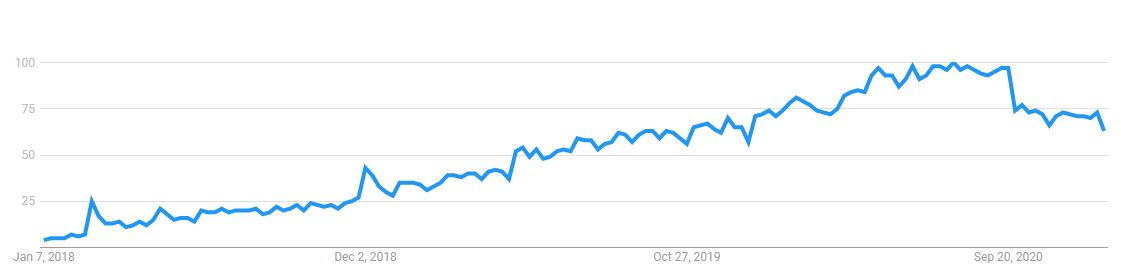 100
75
50
25
Jan 7, 2018
Dec 2, 2018
Oct 27, 2019
Sep 20, 2020